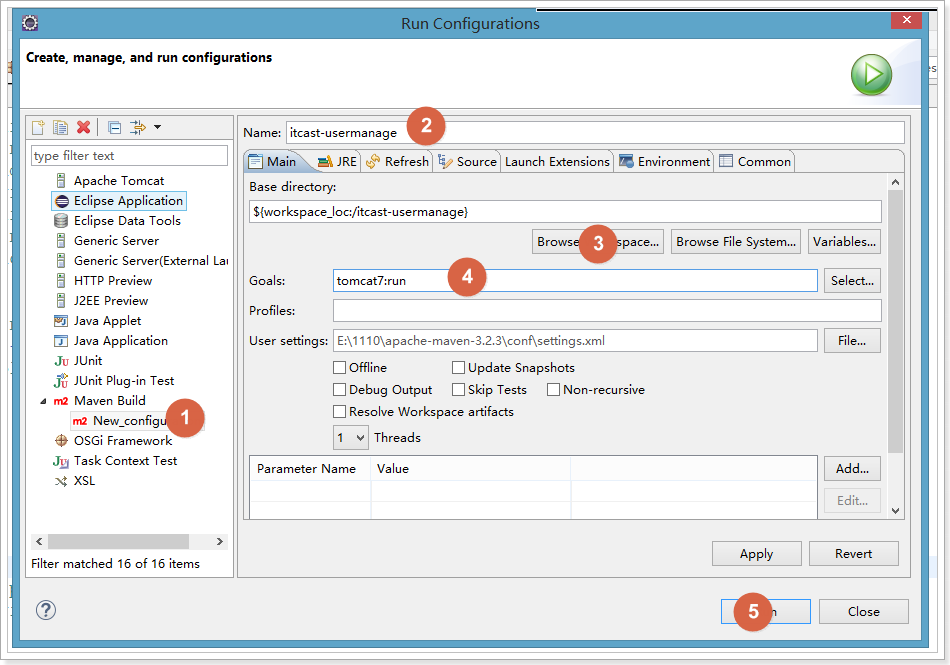 Run Configurations
Create, manage, and run configurations
Name: itcast-usermanage 2
type filter text
Main JRE Refresh Source Launch Extensions Environment Common
Apache Tomcat
Eclipse Application
Eclipse Data Tools
Generic Server
Generic Server(External Lau
HTTP Preview
J2EE Preview
Java Applet
Java Application
JUnit
JUnit Plug-in Test
Maven Build
New_configu 1
OSGi Framework
Task Context Test
XSL
Filter matched 16 of 16 items
Base directory:
${workspace_loc:/itcast-usermanage}
Browse 3 space... Browse File System... Variables...
Goals: tomcat7:run 4 Select...
Profiles:
User settings: E:\1110\apache-maven-3.2.3\conf\settings.xml File...
Offline Update Snapshots
Debug Output Skip Tests Non-recursive
Resolve Workspace artifacts
1 Threads
Parameter Name Value Add...
Edit...
Apply Revert
5 Close